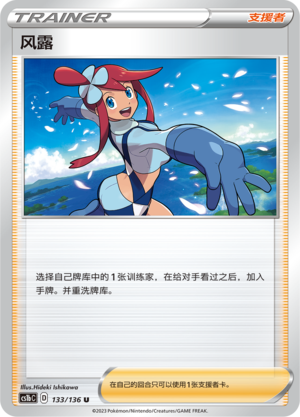 TRAINER 支援者
风露
选择自己牌库中的1张训练家，在给对手看过之后，加入
手牌。并重洗牌库。
Illus.Hideki Ishikawa
cs1b C D 133/136 U
在自己的回合只可以使用1张支援者卡。
©2023 Pokémon/Nintendo/Creatures/GAME FREAK.